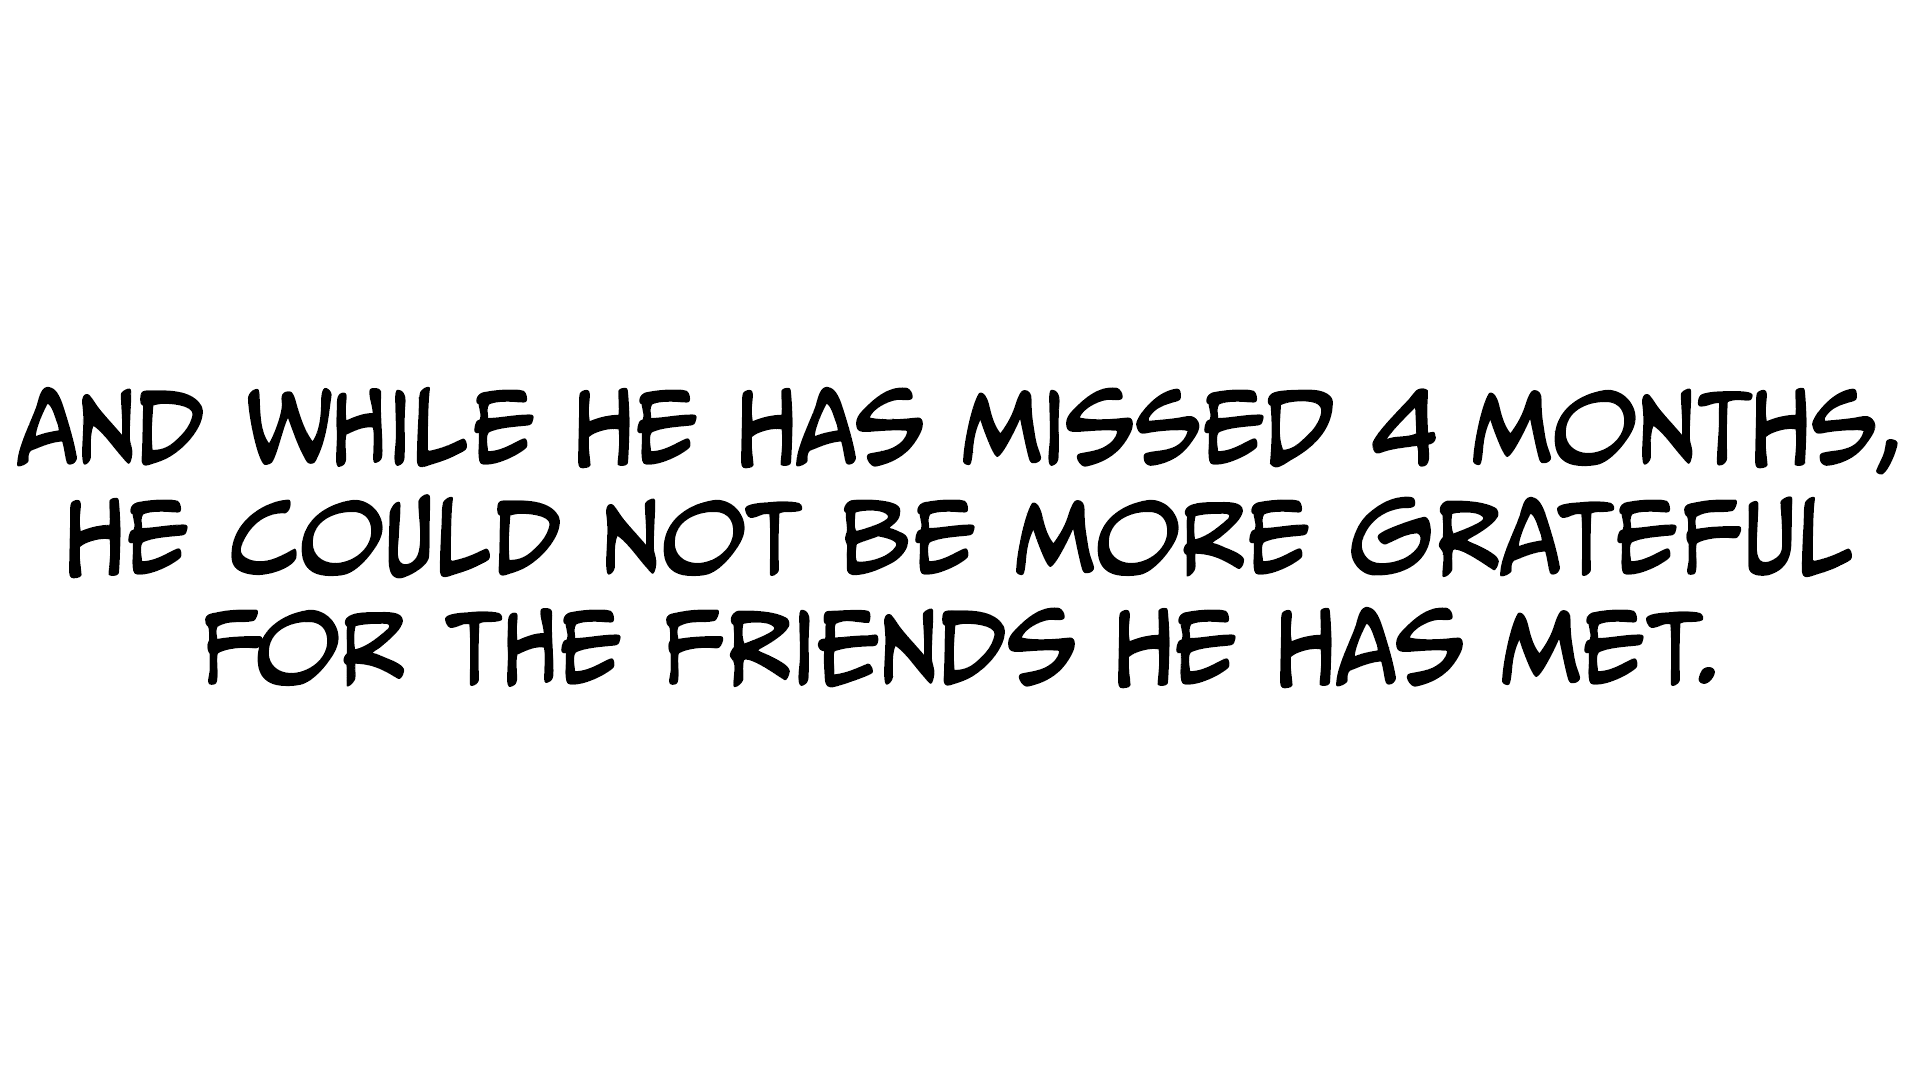 AND WHILE HE HAS MISSED 4 MONTHS,
HE COULD NOT BE MORE GRATEFUL
FOR THE FRIENDS HE HAS MET.